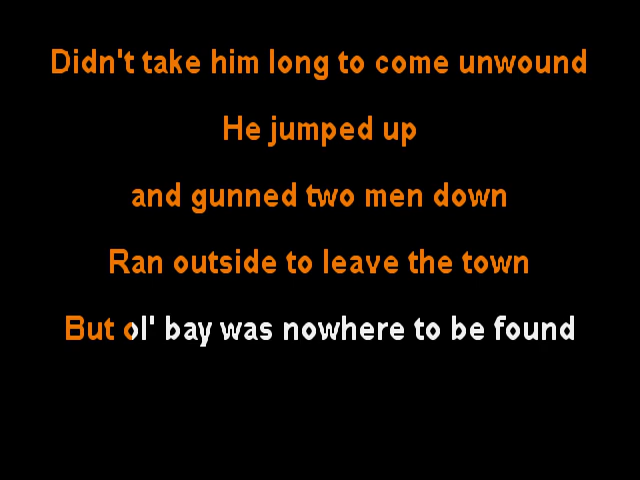 Didn't take him long to come unwound
He jumped up
and gunned two men down
Ran outside to leave the town
But ol' bay was nowhere to be found